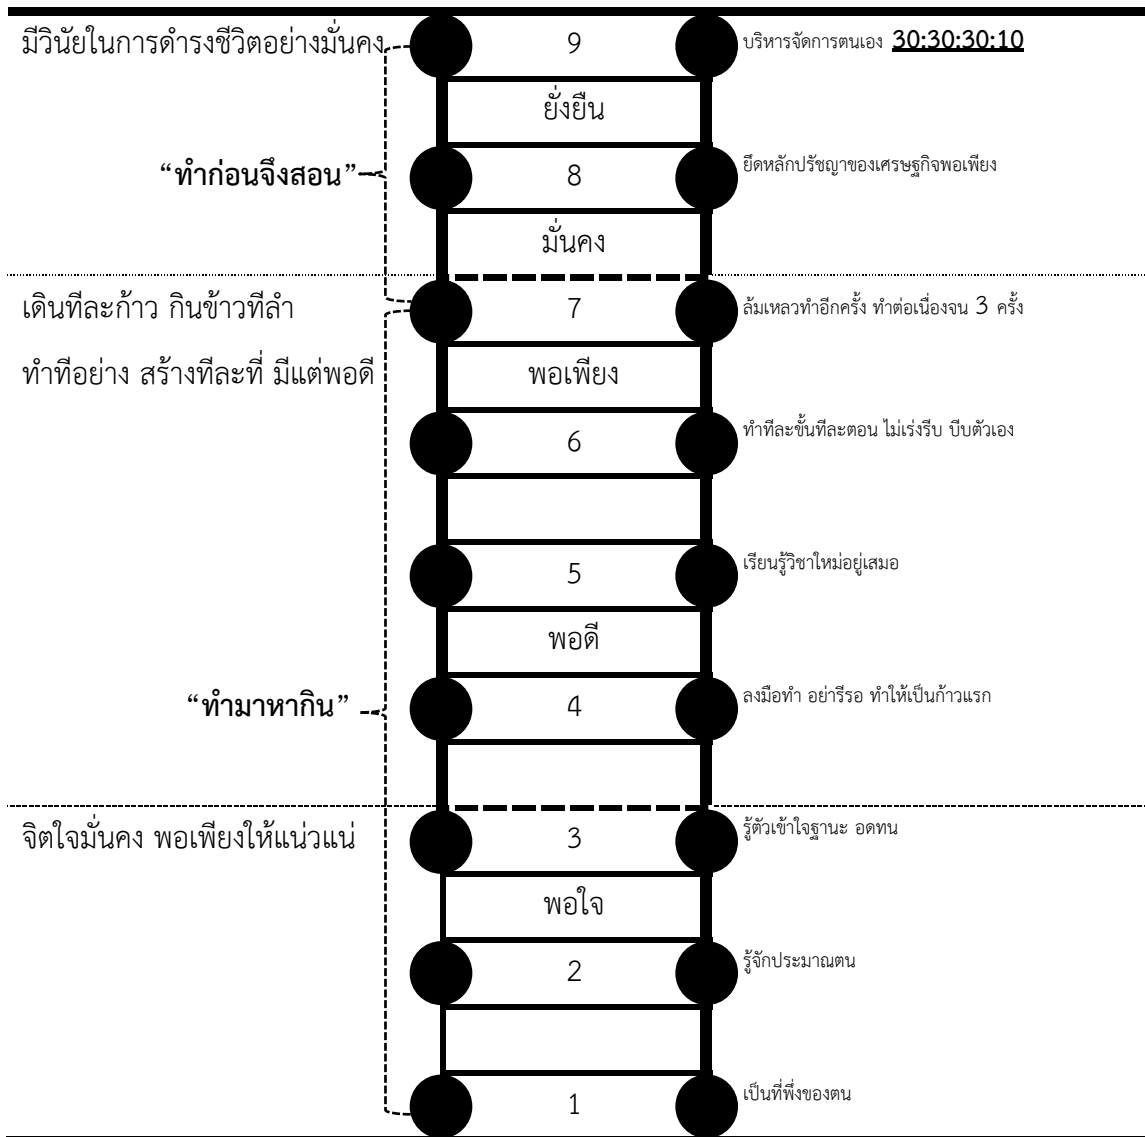 มีวินัยในการดำรงชีวิตอย่างมั่นคง
9
บริหารจัดการตนเอง 30:30:30:10
ยั่งยืน
“ทำก่อนจึงสอน”
8
ยึดหลักปรัชญาของเศรษฐกิจพอเพียง
มั่นคง
เดินทีละก้าว กินข้าวทีลำ
7
ล้มเหลวทำอีกครั้ง ทำต่อเนื่องจน 3 ครั้ง
ทำทีอย่าง สร้างทีละที่ มีแต่พอดี
พอเพียง
6
ทำทีละขั้นทีละตอน ไม่เร่งรีบ บีบตัวเอง
5
เรียนรู้วิชาใหม่อยู่เสมอ
พอดี
“ทำมาหากิน”
4
ลงมือทำ อย่ารีรอ ทำให้เป็นก้าวแรก
จิตใจมั่นคง พอเพียงให้แน่วแน่
3
รู้ตัวเข้าใจฐานะ อดทน
พอใจ
2
รู้จักประมาณตน
1
เป็นที่พึ่งของตน